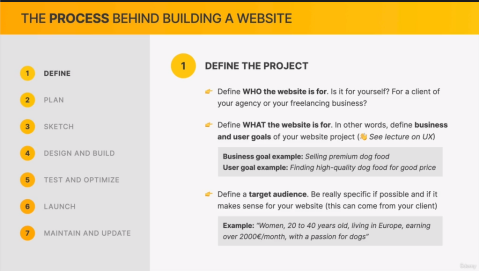 THE PROCESS BEHIND BUILDING A WEBSITE
1 DEFINE
2 PLAN
3 SKETCH
4 DESIGN AND BUILD
5 TEST AND OPTIMIZE
6 LAUNCH
7 MAINTAIN AND UPDATE
1 DEFINE THE PROJECT
👉 Define WHO the website is for. Is it for yourself? For a client of
your agency or your freelancing business?
👉 Define WHAT the website is for. In other words, define business
and user goals of your website project (👋 See lecture on UX)
Business goal example: Selling premium dog food
User goal example: Finding high-quality dog food for good price
👉 Define a target audience. Be really specific if possible and if it
makes sense for your website (this can come from your client)
Example: "Women, 20 to 40 years old, living in Europe, earning
over 2000€/month, with a passion for dogs"